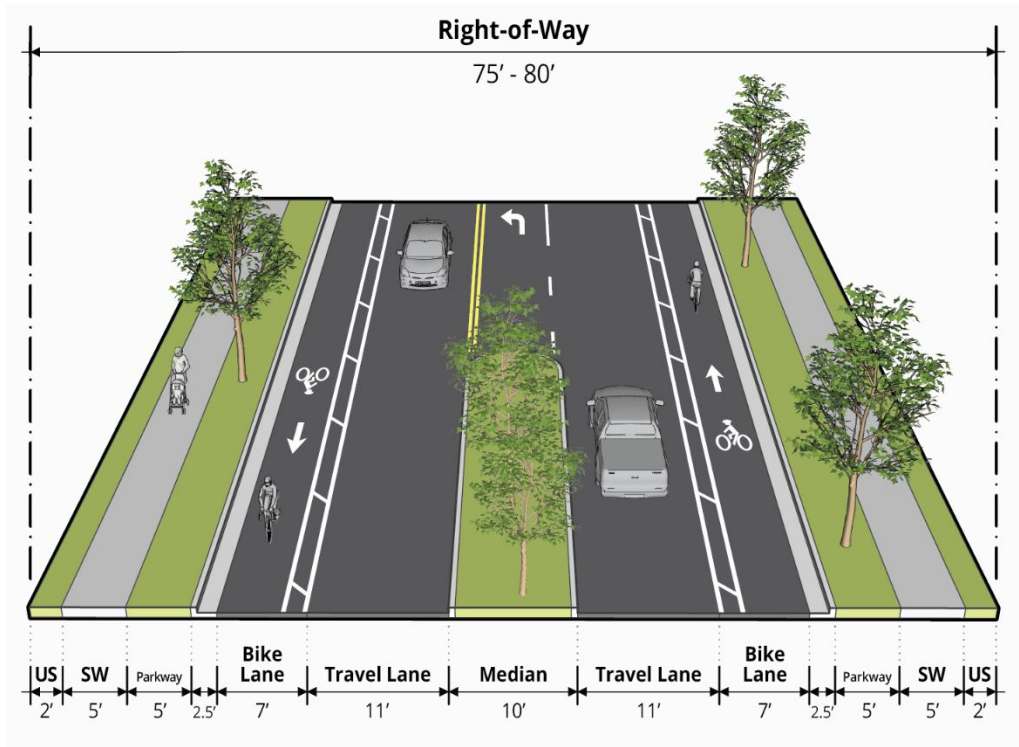 Right-of-Way
75’ - 80’
US SW Parkway Bike Lane Travel Lane Median Travel Lane Bike Lane Parkway SW US
2’ 5’ 5’ 2.5’ 7’ 11’ 10’ 11’ 7’ 2.5’ 5’ 5’ 2’